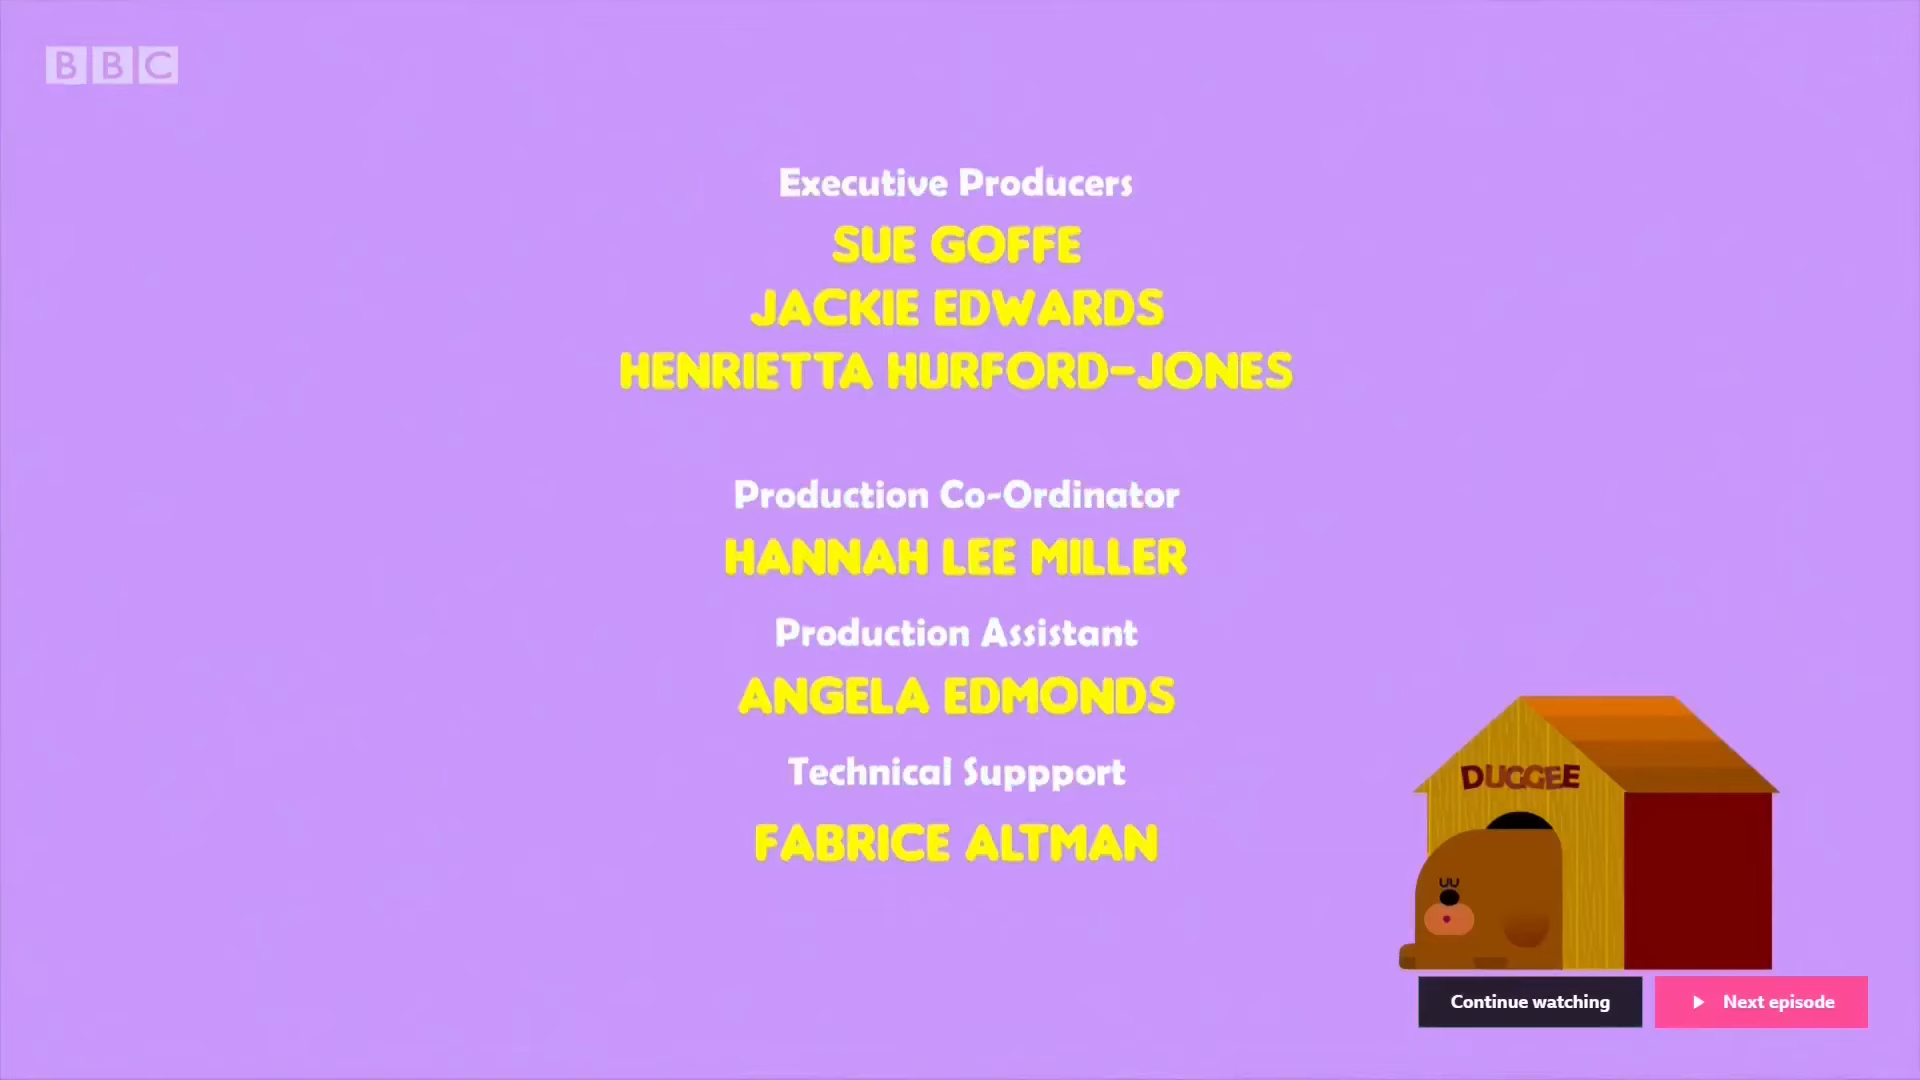 BBC
Executive Producers
SUE GOFFE
JACKIE EDWARDS
HENRIETTA HURFORD-JONES
Production Co-Ordinator
HANNAH LEE MILLER
Production Assistant
ANGELA EDMONDS
Technical Suppport
FABRICE ALTMAN
DUGGEE
Continue watching
Next episode